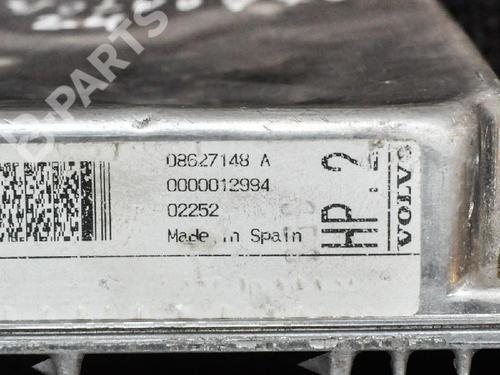 08627148 A
0000012994
02252
Made in Spain
HP.2
VOLVO
B-PARTS